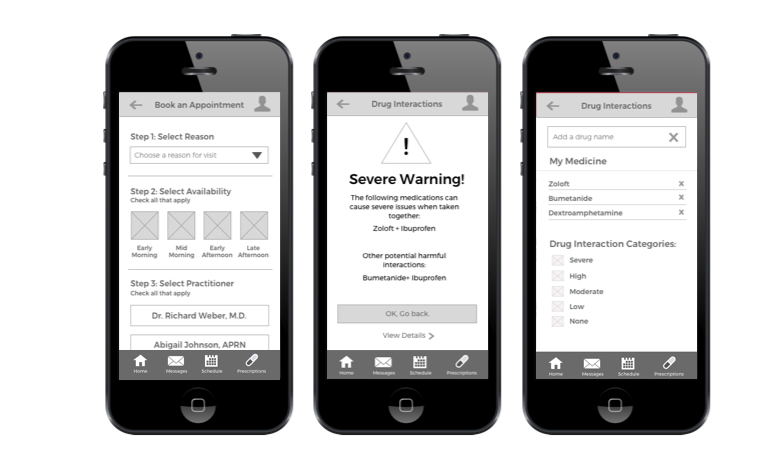 Book an Appointment
Step 1: Select Reason
Choose a reason for visit
Step 2: Select Availability
Check all that apply
Early
Morning
Mid
Morning
Early
Afternoon
Late
Afternoon
Step 3: Select Practitioner
Check all that apply
Dr. Richard Weber, M.D.
Abigail Johnson, APRN
Home
Messages
Schedule
Prescriptions
Drug Interactions
!
Severe Warning!
The following medications can
cause severe issues when taken
together:
Zoloft + Ibuprofen
Other potential harmful
interactions:
Bumetanide+ Ibuprofen
OK, Go back.
View Details >
Home
Messages
Schedule
Prescriptions
Drug Interactions
Add a drug name
My Medicine
Zoloft x
Bumetanide x
Dextroamphetamine x
Drug Interaction Categories:
Severe
High
Moderate
Low
None
Home
Messages
Schedule
Prescriptions